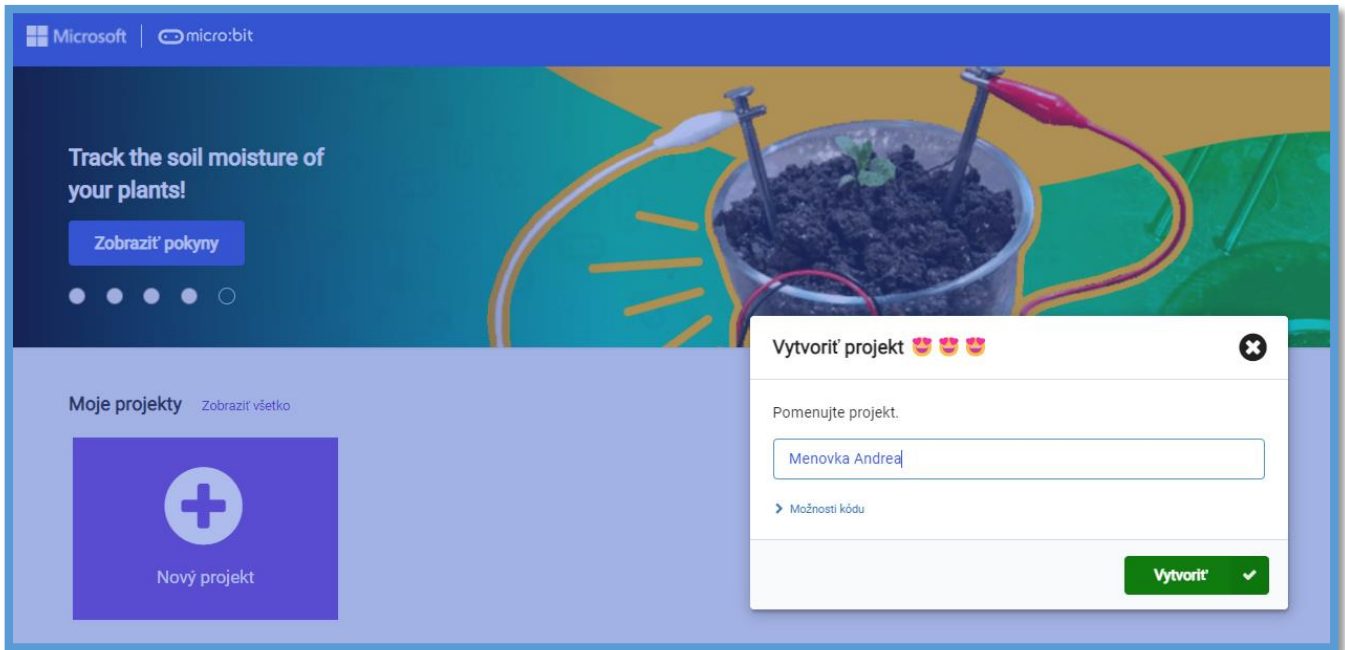 Microsoft | micro:bit
Track the soil moisture of
your plants!
Zobraziť pokyny
Moje projekty Zobraziť všetko
Nový projekt
Vytvoriť projekt 😍 😍 😍
Pomenujte projekt.
Menovka Andrea
Možnosti kódu
Vytvoriť